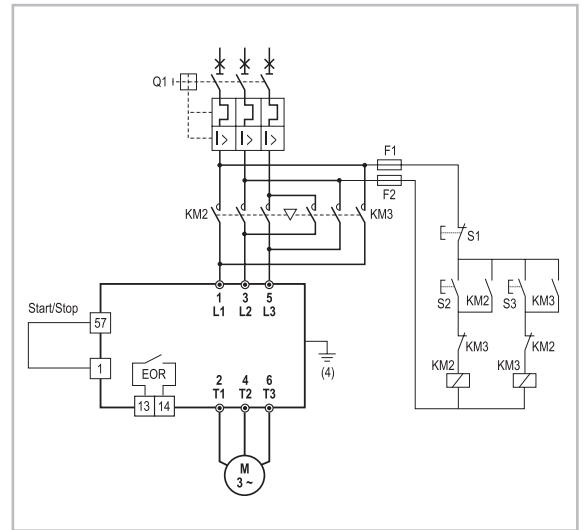 Q1
I> I> I>
F1
F2
KM2
KM3
S1
S2 KM2 S3 KM3
KM3
KM2
KM2
KM3
1 3 5
L1 L2 L3
Start/Stop
57
1
EOR
13 14
(4)
2 4 6
T1 T2 T3
M
3 ~